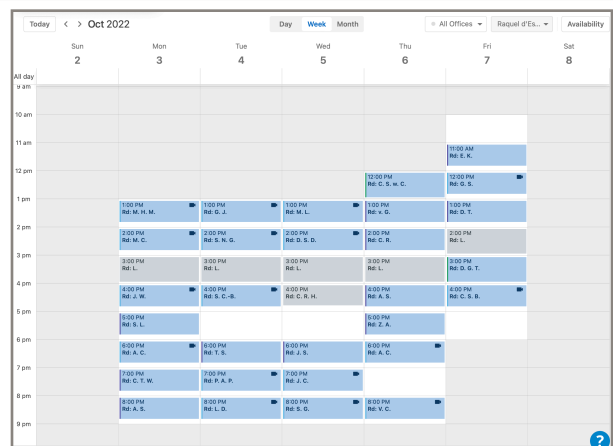 Today < > Oct 2022 Day Week Month All Offices Raquel d'Es... Availability
Sun Mon Tue Wed Thu Fri Sat
2 3 4 5 6 7 8
All day
9 am
10 am
11 am
11:00 AM
Rd: E. K.
12 pm
12:00 PM 12:00 PM
Rd: C. S. w. C. Rd: G. S.
1 pm
1:00 PM 1:00 PM 1:00 PM 1:00 PM 1:00 PM
Rd: M. H. M. Rd: G. J. Rd: M. L. Rd: v. G. Rd: D. T.
2 pm
2:00 PM 2:00 PM 2:00 PM 2:00 PM 2:00 PM
Rd: M. C. Rd: S. N. G. Rd: D. S. D. Rd: C. R. Rd: L.
3 pm
3:00 PM 3:00 PM 3:00 PM 3:00 PM 3:00 PM
Rd: L. Rd: L. Rd: L. Rd: L. Rd: D. G. T.
4 pm
4:00 PM 4:00 PM 4:00 PM 4:00 PM 4:00 PM
Rd: J. W. Rd: S. C.-B. Rd: C. R. H. Rd: A. S. Rd: C. S. B.
5 pm
5:00 PM 5:00 PM
Rd: S. L. Rd: Z. A.
6 pm
6:00 PM 6:00 PM 6:00 PM 6:00 PM
Rd: A. C. Rd: T. S. Rd: J. S. Rd: A. C.
7 pm
7:00 PM 7:00 PM 7:00 PM
Rd: C. T. W. Rd: P. A. P. Rd: J. C.
8 pm
8:00 PM 8:00 PM 8:00 PM 8:00 PM
Rd: A. S. Rd: L. D. Rd: S. G. Rd: V. C.
9 pm
?